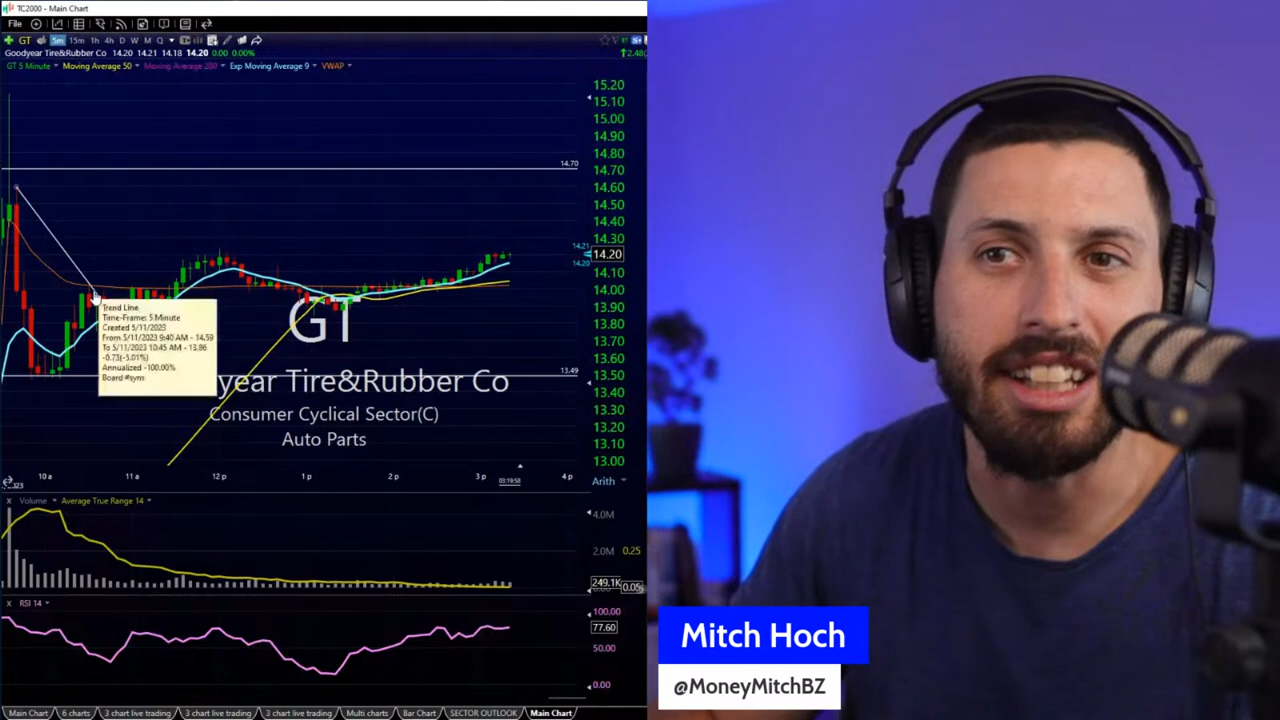 TC2000 - Main Chart
File
GT 5m 15m 1h 4h D W M Q
Goodyear Tire&Rubber Co 14.20 14.21 14.18 14.20 0.00 0.00%
GT 5 Minute Moving Average 50 Moving Average 200 Exp Moving Average 9 VWAP
15.20
15.10
15.00
14.90
14.80
14.70
14.70
14.60
14.50
14.40
14.30
14.21
14.20
14.20
14.10
14.00
13.90
13.80
13.70
13.60
13.50
13.49
13.40
13.30
13.20
13.10
13.00
Trend Line
Time-Frame: 5 Minute
Created 5/11/2023
From 5/11/2023 9:40 AM - 14.59
To 5/11/2023 10:45 AM - 13.86
-0.73(-5.01%)
Annualized -100.00%
GT
year Tire&Rubber Co
Consumer Cyclical Sector(C)
Auto Parts
10 a 11 a 12 p 1 p 2 p 3 p 4 p
03:19:58
Arith
X Volume Average True Range 14
4.0M
2.0M 0.25
249.1K 0.05
X RSI 14
100.00
77.60
50.00
0.00
Main Chart 6 charts 3 chart live trading 3 chart live trading 3 chart live trading Multi charts Bar Chart SECTOR OUTLOOK Main Chart
Mitch Hoch
@MoneyMitchBZ